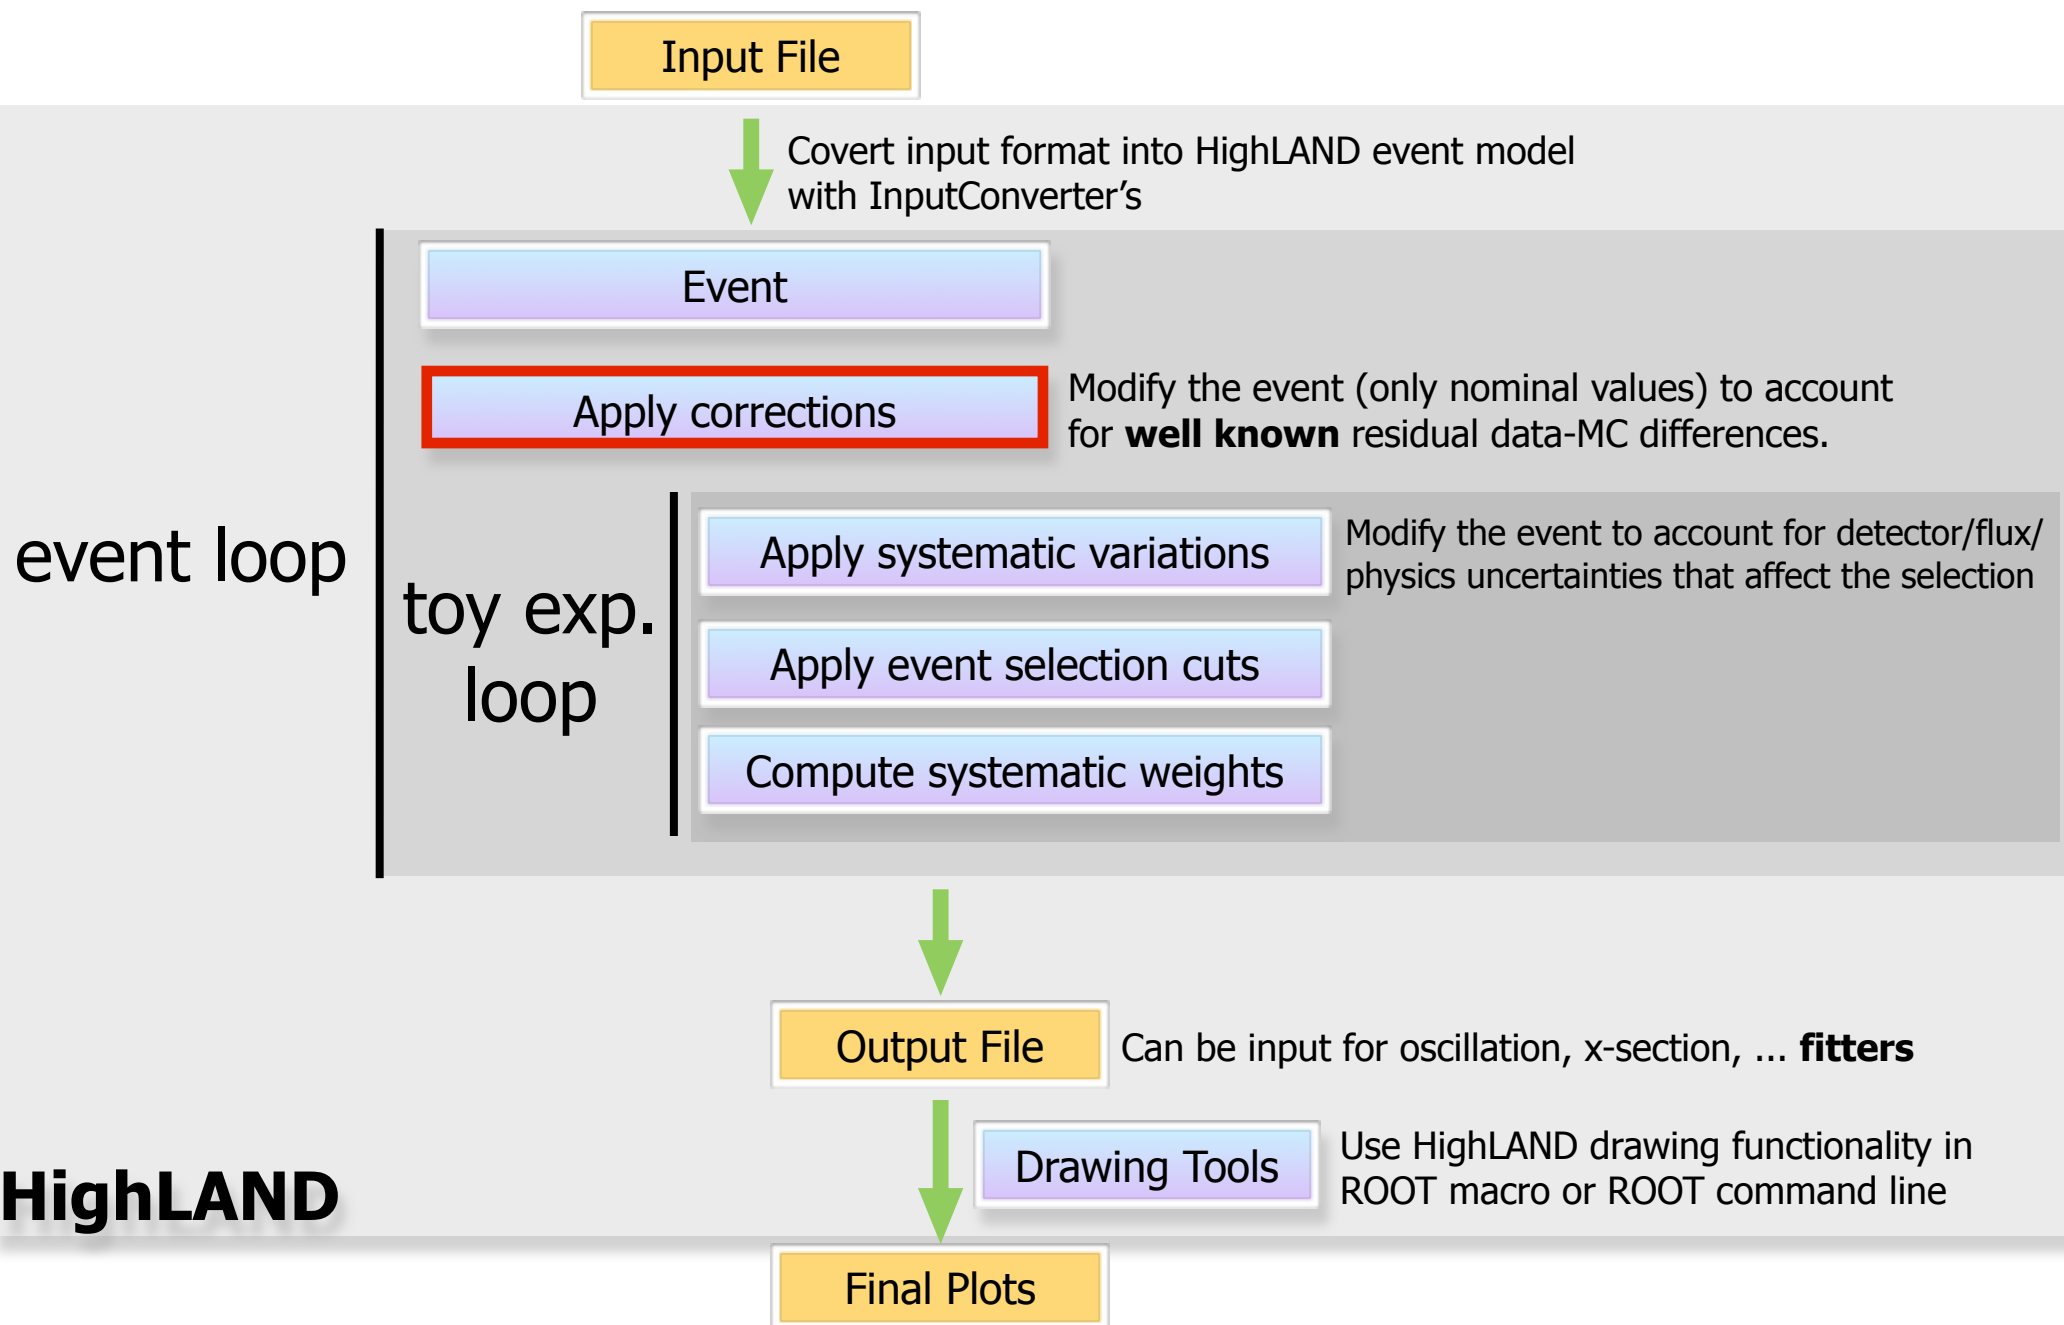 Input File
Covert input format into HighLAND event model
with InputConverter’s
Event
Apply corrections
Modify the event (only nominal values) to account
for well known residual data-MC differences.
event loop
toy exp.
loop
Apply systematic variations
Modify the event to account for detector/flux/
physics uncertainties that affect the selection
Apply event selection cuts
Compute systematic weights
Output File
Can be input for oscillation, x-section, ... fitters
Drawing Tools
Use HighLAND drawing functionality in
ROOT macro or ROOT command line
HighLAND
Final Plots